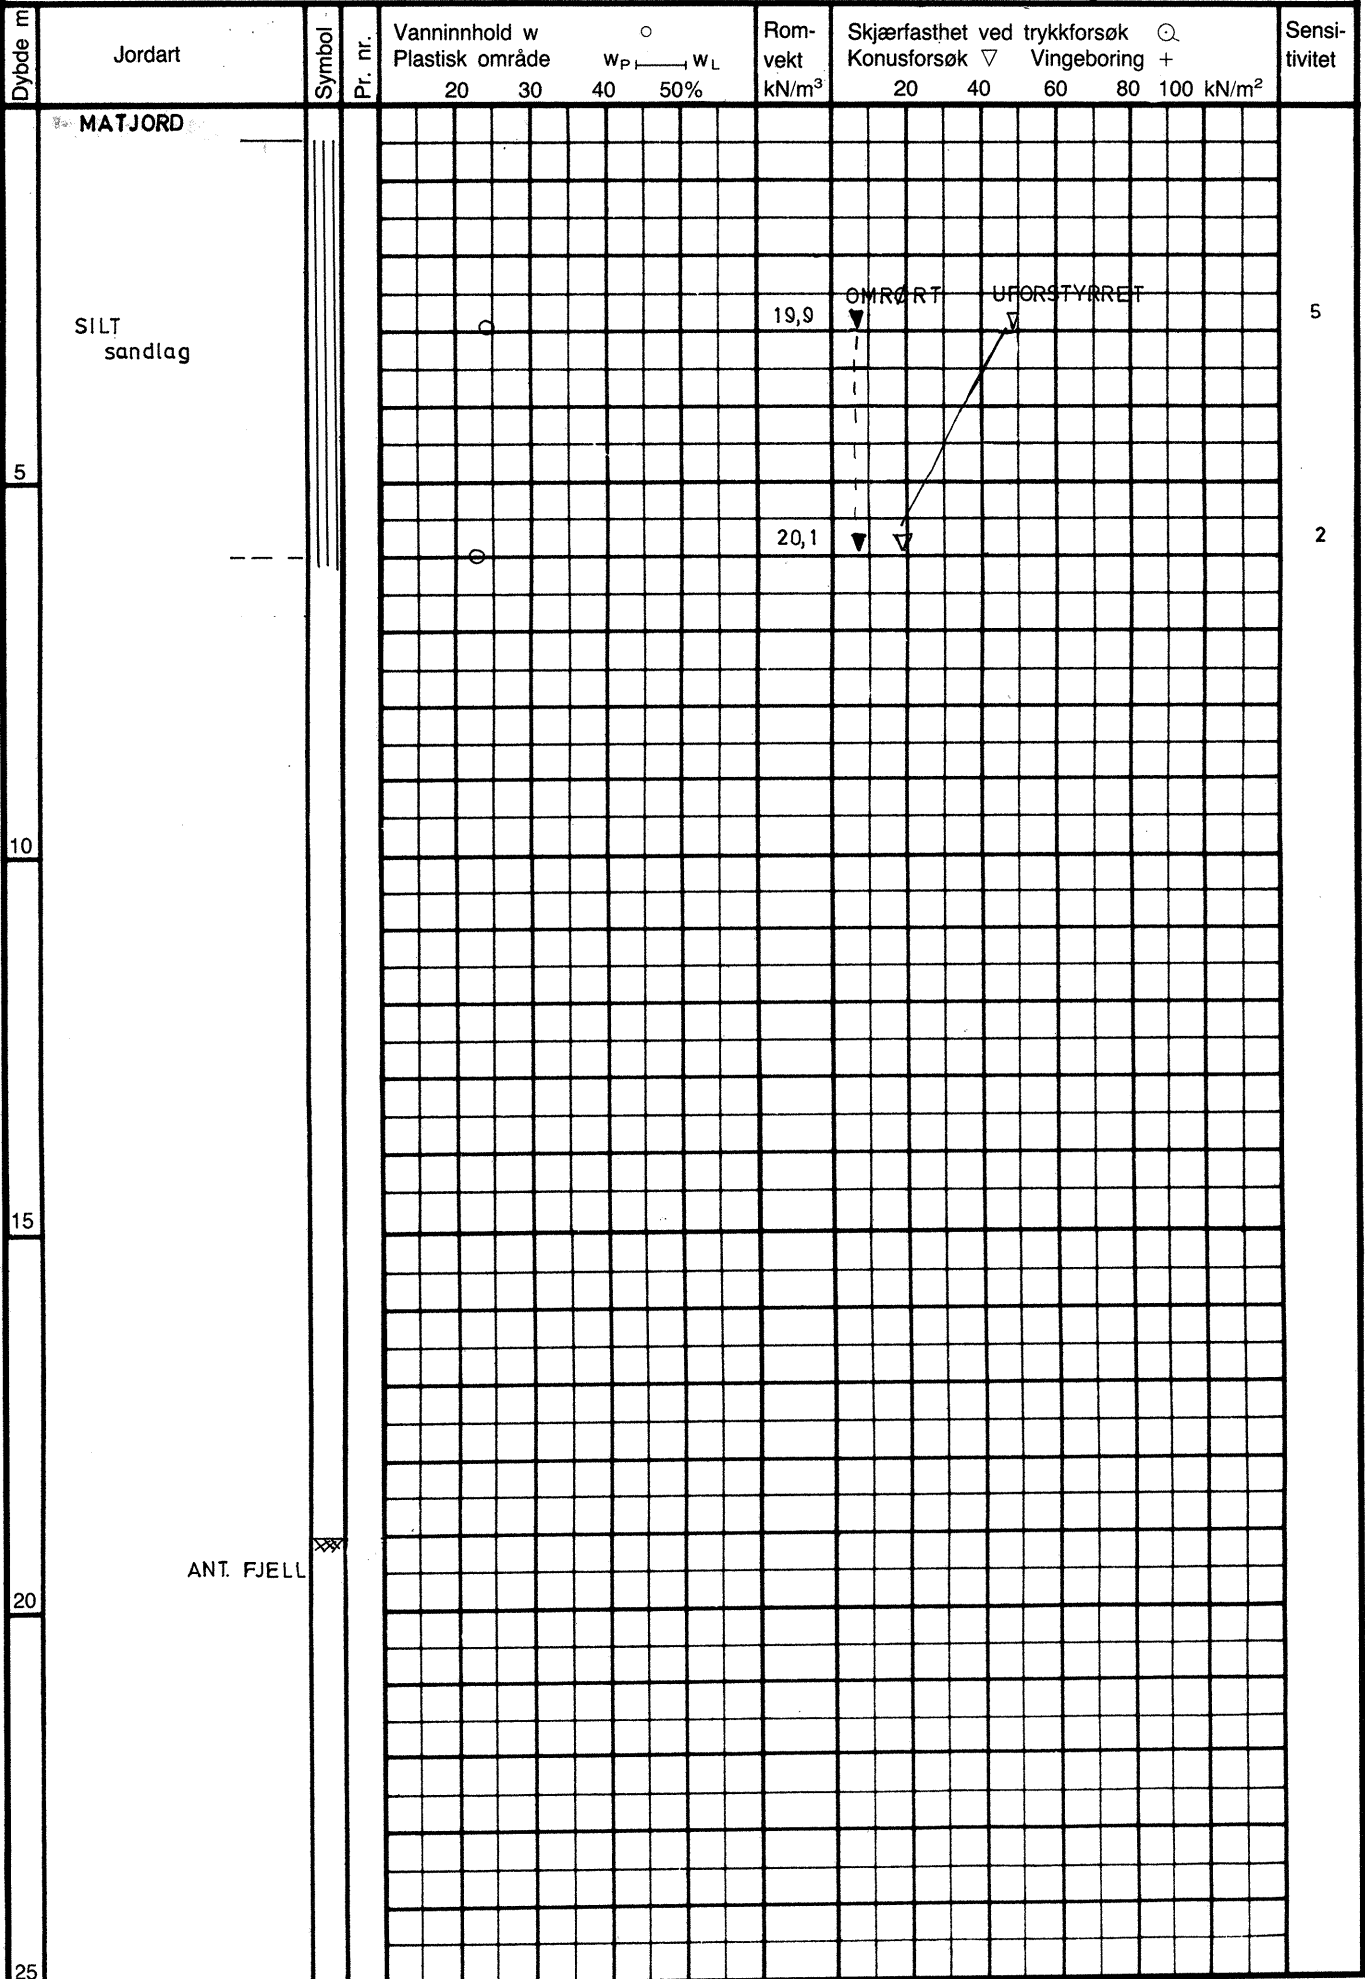 Dybde m
Jordart
Symbol
Pr. nr.
Vanninnhold w
Plastisk område wP wL
20 30 40 50%
Rom-
vekt
kN/m³
Skjærfasthet ved trykkforsøk
Konusforsøk ▽ Vingeboring +
20 40 60 80 100 kN/m²
Sensi-
tivitet
MATJORD
OMRØRT UFORSTYRRET
19,9
5
SILT
sandlag
5
20,1
2
10
15
ANT. FJELL
20
25